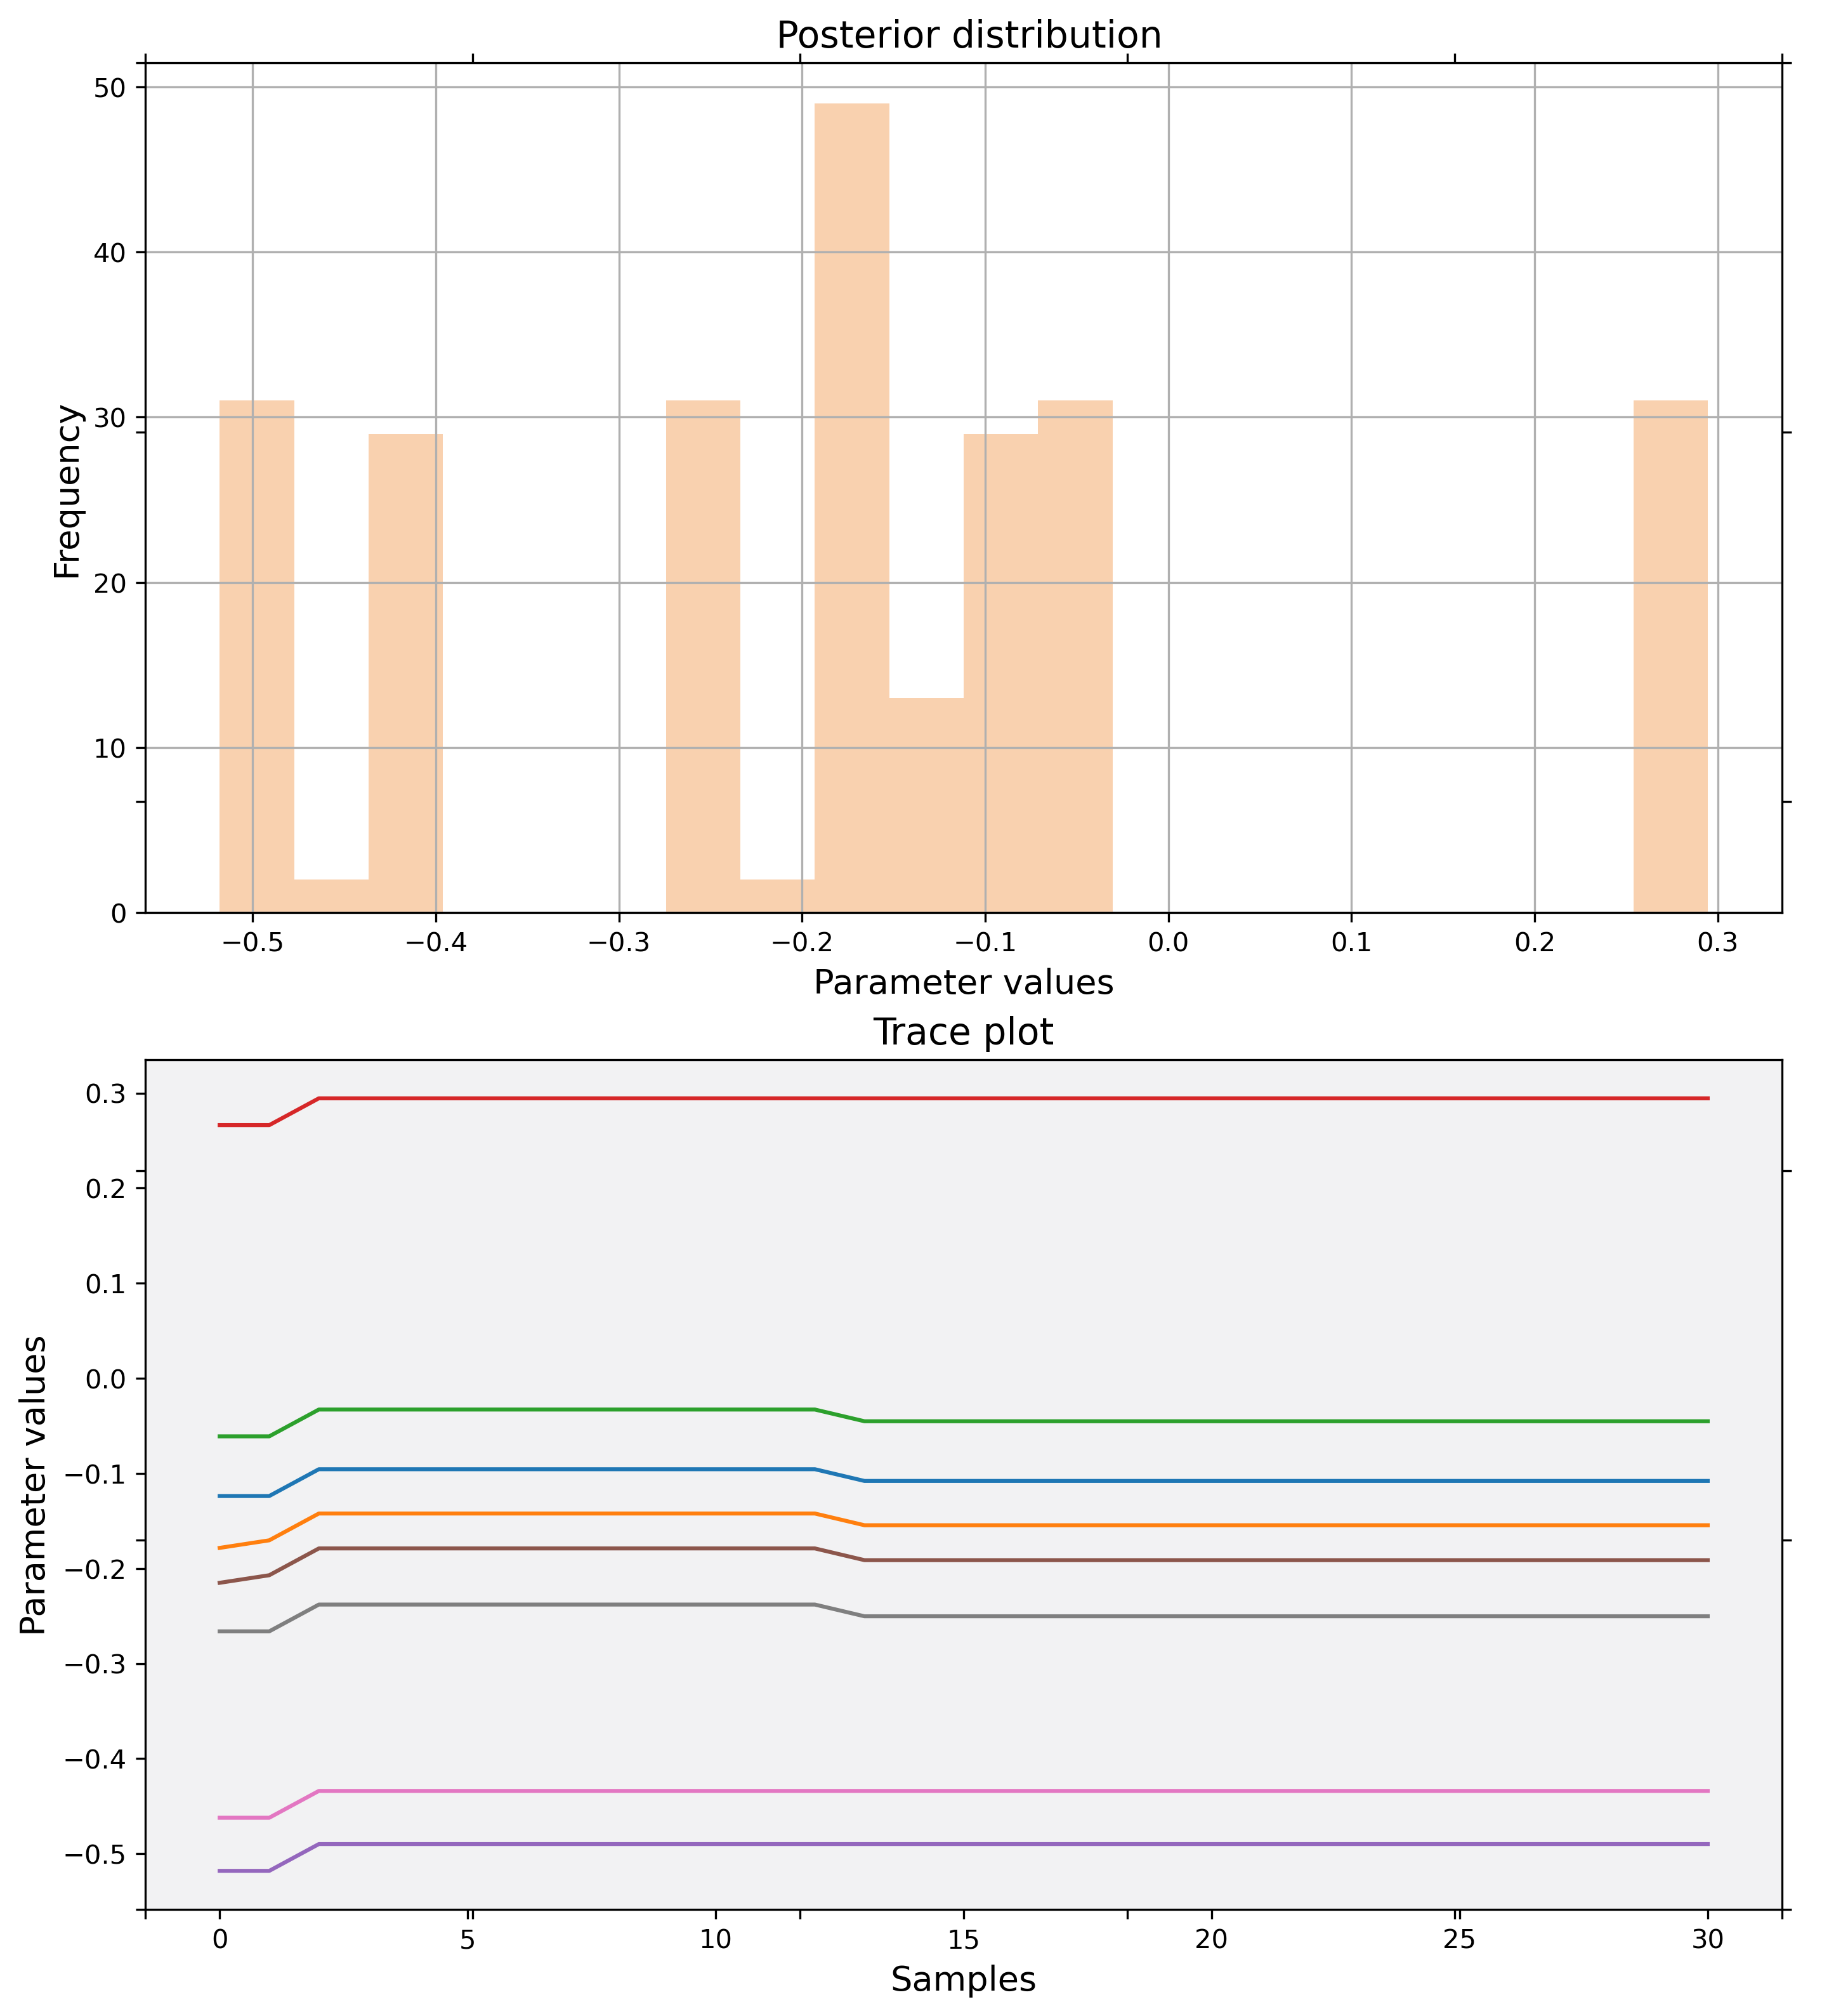 Posterior distribution
50
40
30
20
10
0
Frequency
−0.5 −0.4 −0.3 −0.2 −0.1 0.0 0.1 0.2 0.3
Parameter values
Trace plot
0.3
0.2
0.1
0.0
−0.1
−0.2
−0.3
−0.4
−0.5
Parameter values
0 5 10 15 20 25 30
Samples